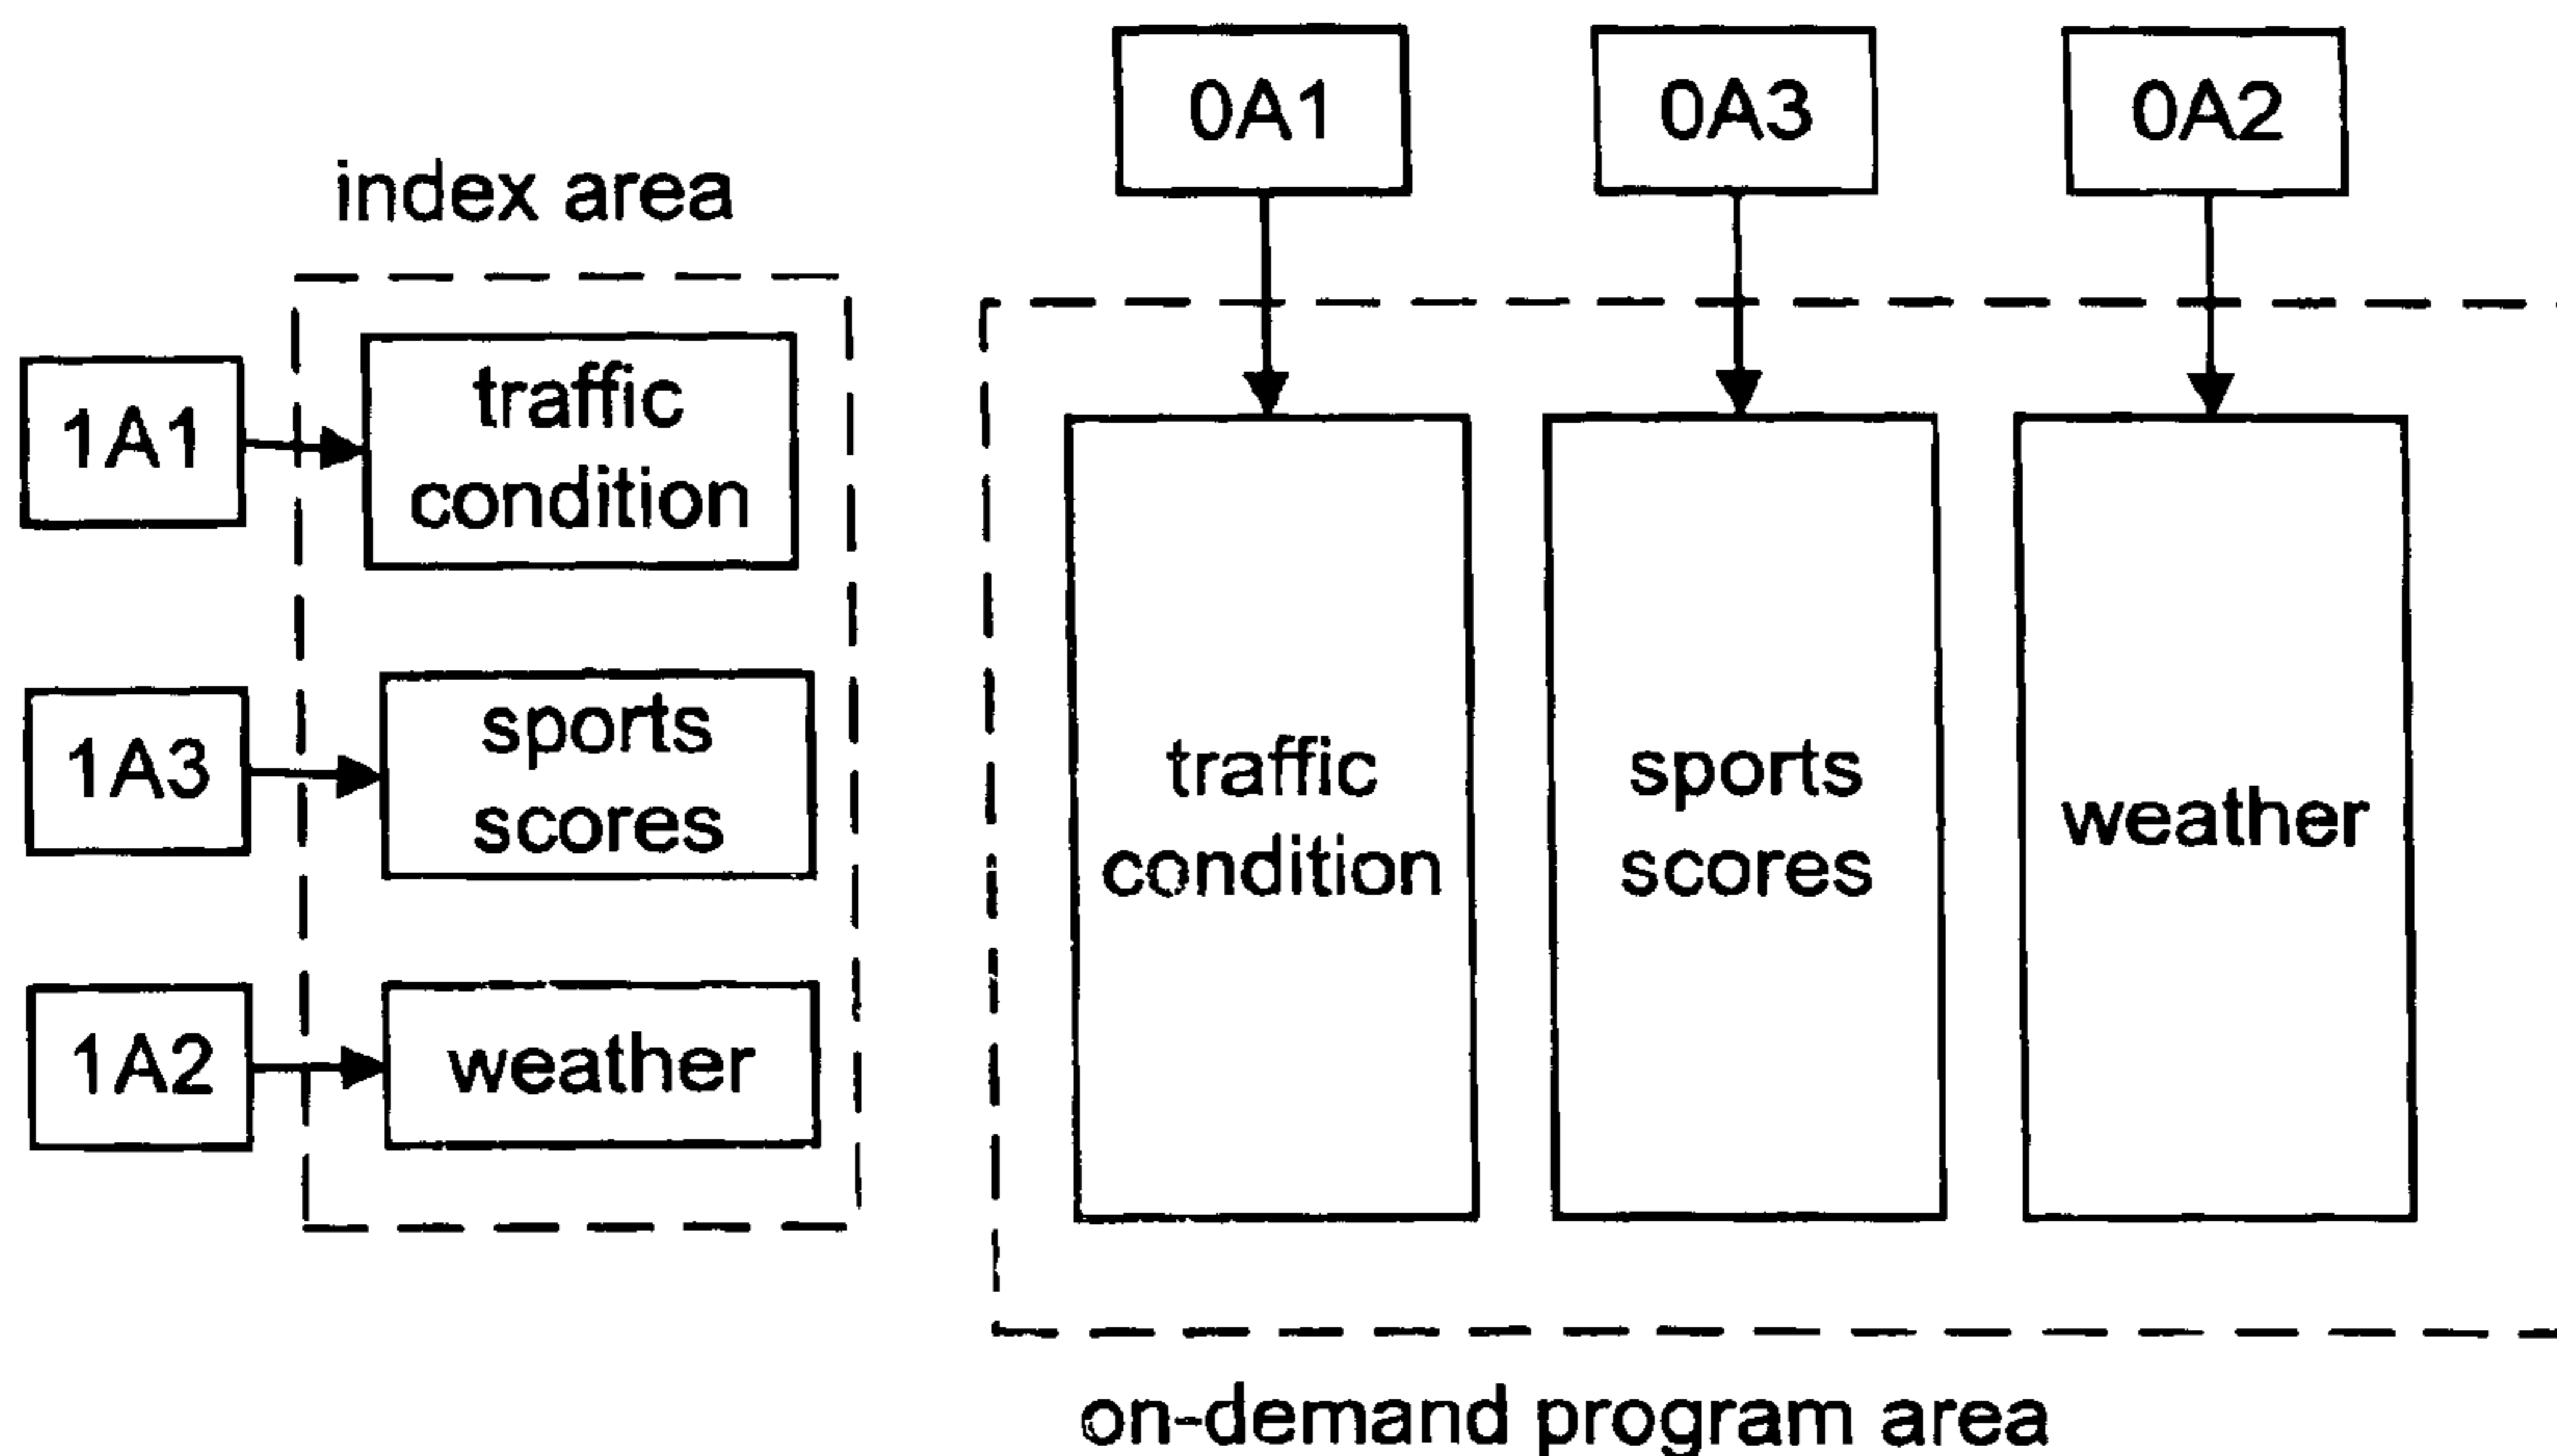 index area
1A1
traffic
condition
1A3
sports
scores
1A2
weather
0A1
0A3
0A2
traffic
condition
sports
scores
weather
on-demand program area